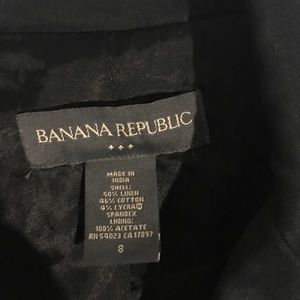 BANANA REPUBLIC
MADE IN
INDIA
SHELL:
50% LINEN
46% COTTON
4% LYCRA®
SPANDEX
LINING:
100% ACETATE
RN 54023 CA 17897
8